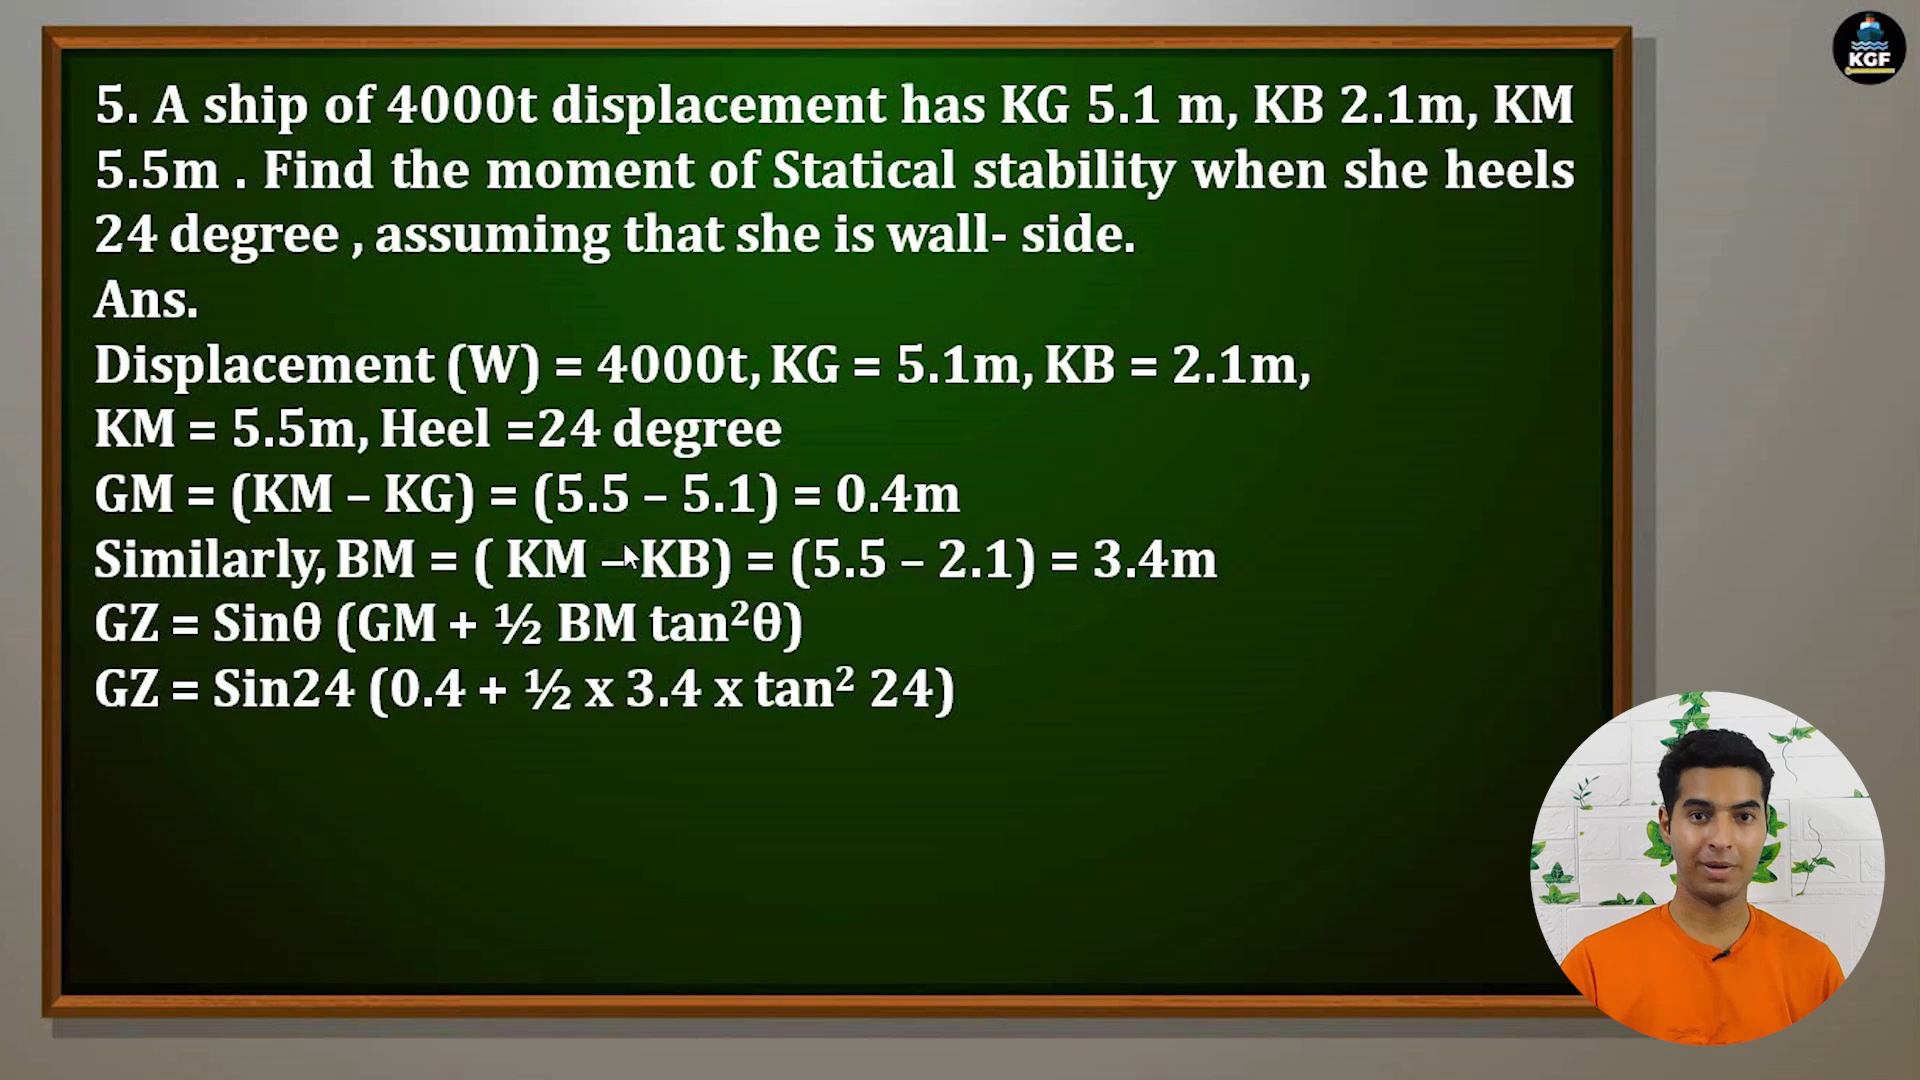 5. A ship of 4000t displacement has KG 5.1 m, KB 2.1m, KM
5.5m . Find the moment of Statical stability when she heels
24 degree , assuming that she is wall- side.
Ans.
Displacement (W) = 4000t, KG = 5.1m, KB = 2.1m,
KM = 5.5m, Heel =24 degree
GM = (KM – KG) = (5.5 – 5.1) = 0.4m
Similarly, BM = ( KM – KB) = (5.5 – 2.1) = 3.4m
GZ = Sinθ (GM + ½ BM tan²θ)
GZ = Sin24 (0.4 + ½ x 3.4 x tan² 24)
KGF